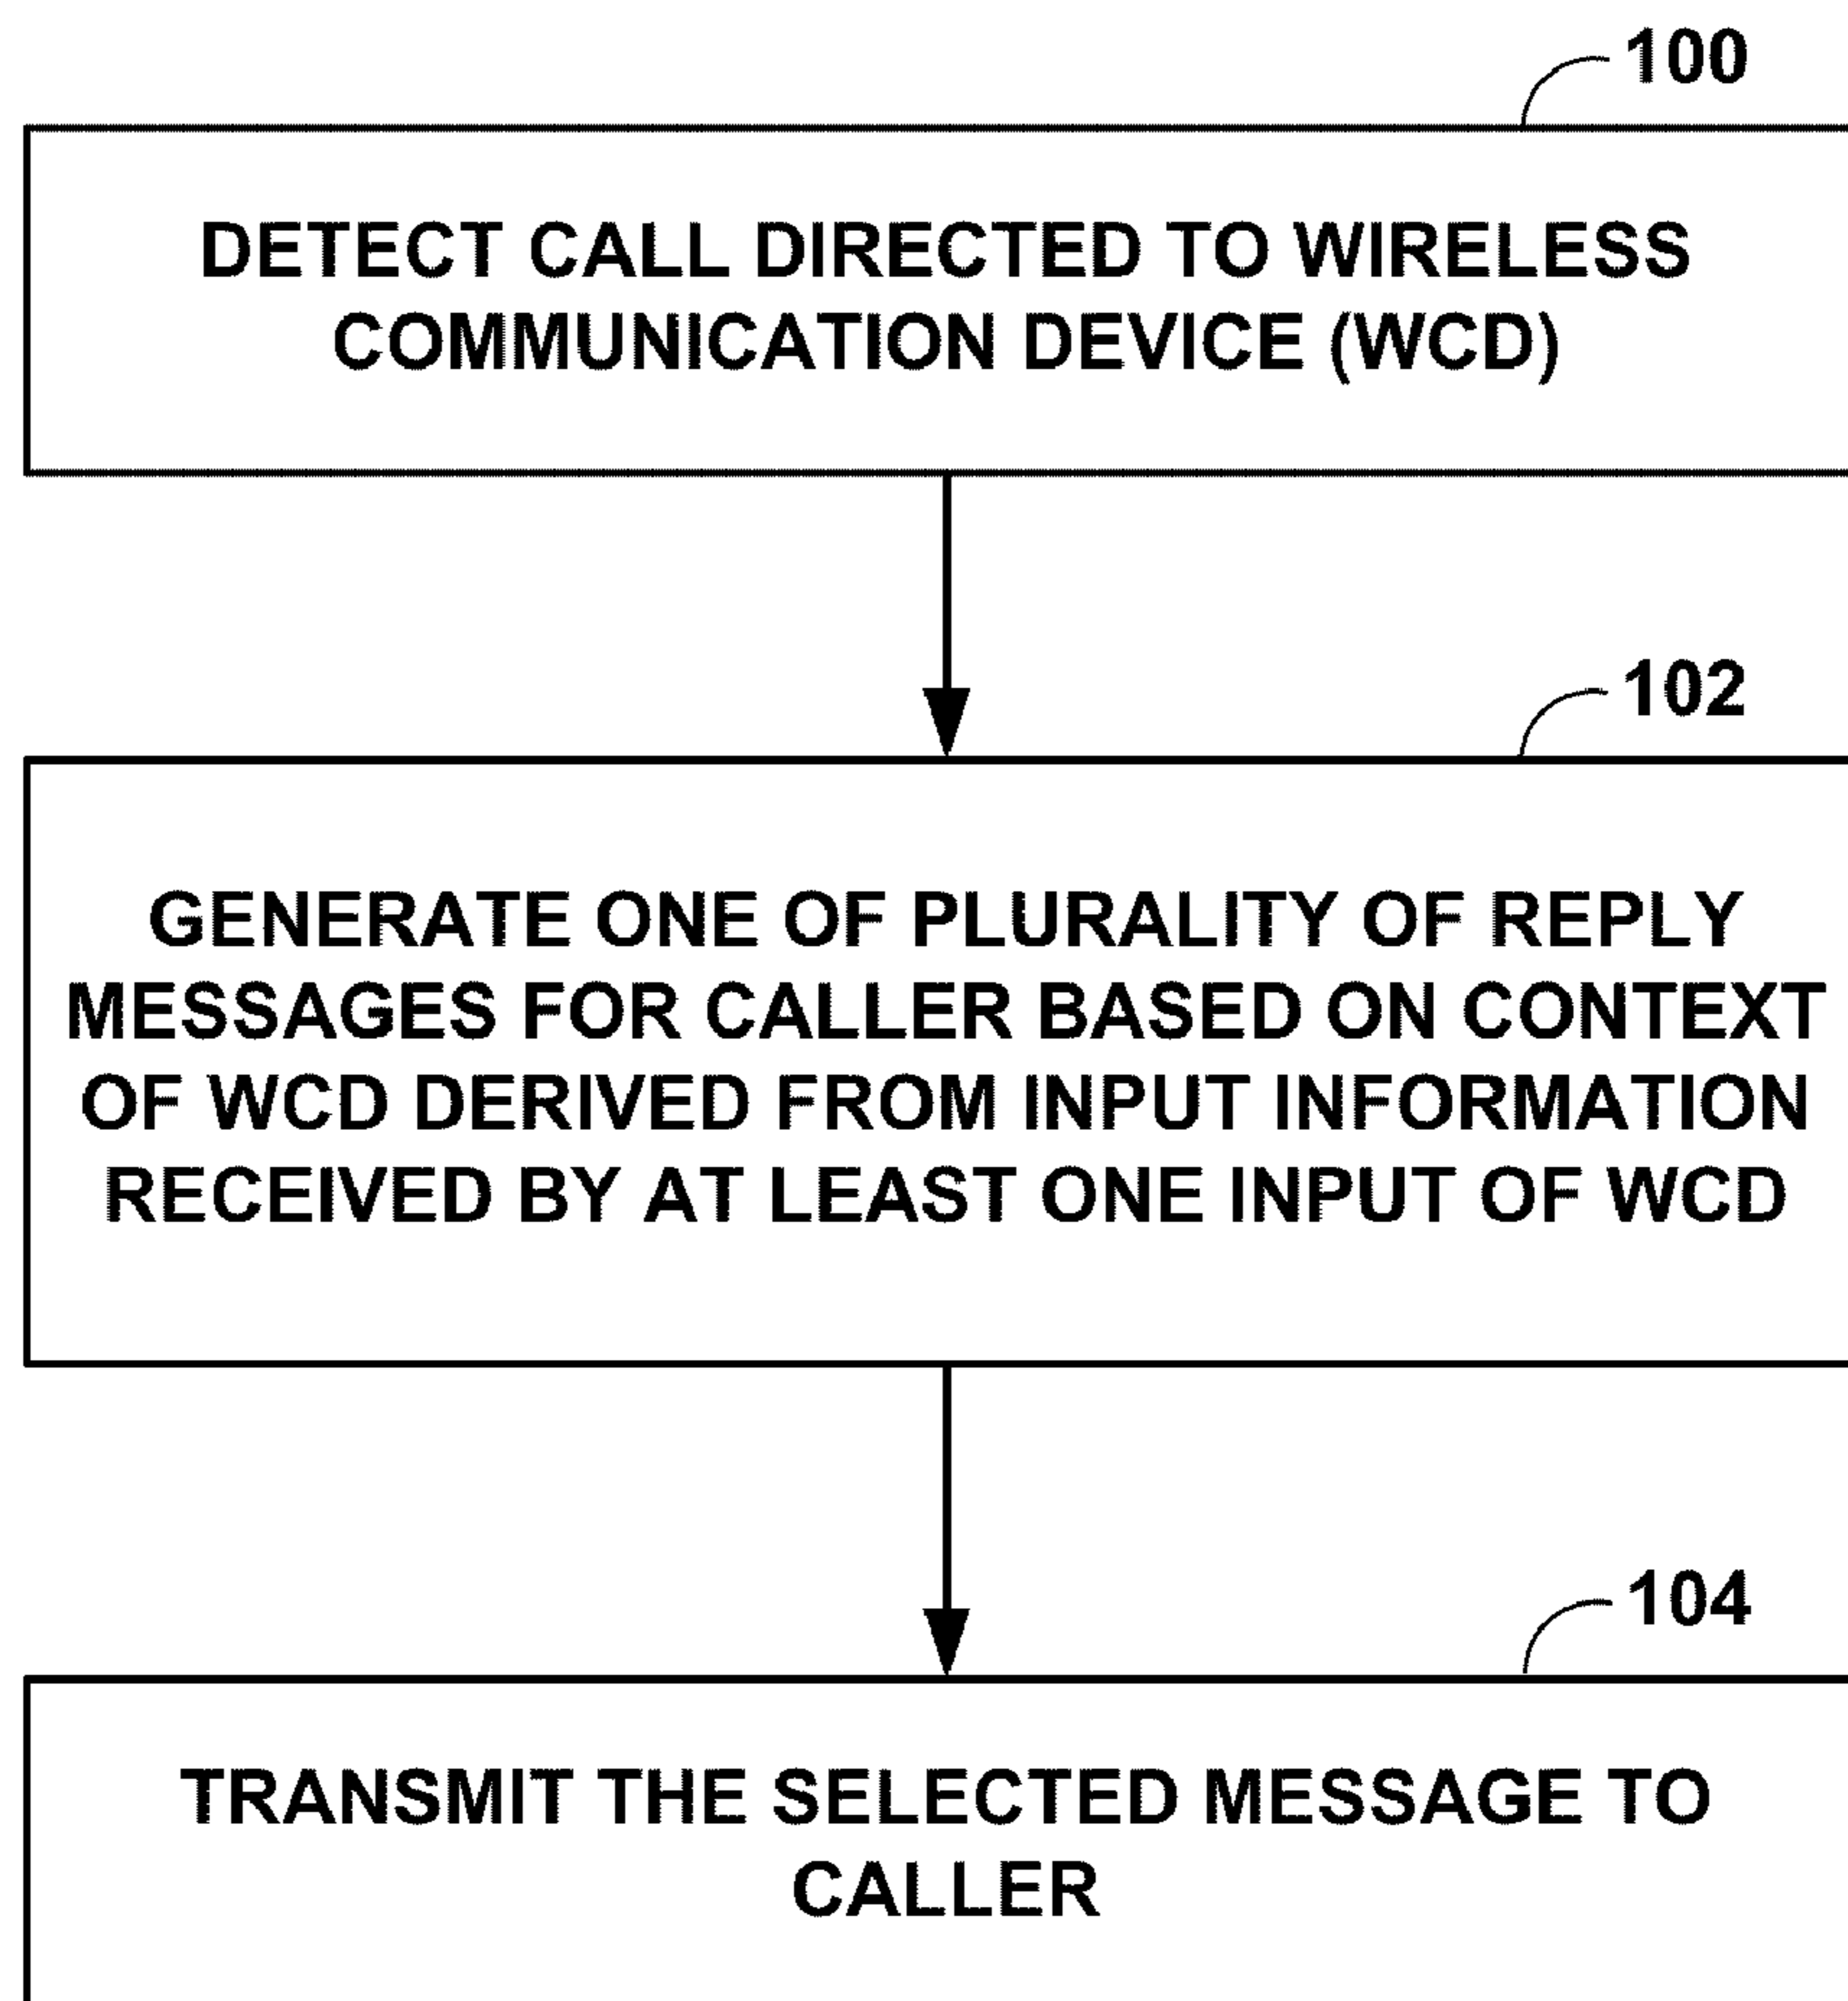 100
DETECT CALL DIRECTED TO WIRELESS
COMMUNICATION DEVICE (WCD)
102
GENERATE ONE OF PLURALITY OF REPLY
MESSAGES FOR CALLER BASED ON CONTEXT
OF WCD DERIVED FROM INPUT INFORMATION
RECEIVED BY AT LEAST ONE INPUT OF WCD
104
TRANSMIT THE SELECTED MESSAGE TO
CALLER